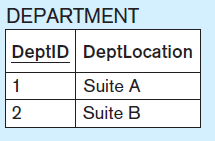 DEPARTMENT
DeptID DeptLocation
1 Suite A
2 Suite B